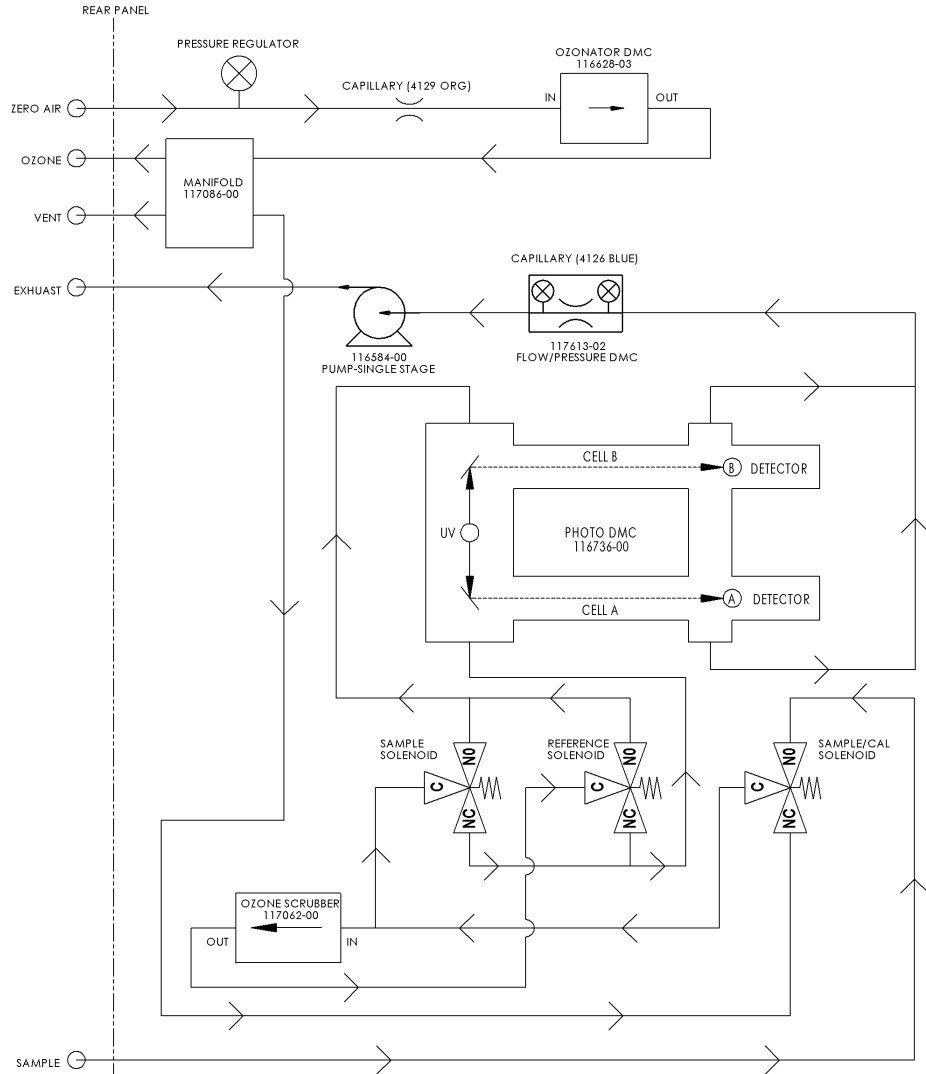 REAR PANEL
PRESSURE REGULATOR
CAPILLARY (4129 ORG)
OZONATOR DMC
116628-03
IN
OUT
ZERO AIR
OZONE
MANIFOLD
117086-00
VENT
CAPILLARY (4126 BLUE)
EXHUAST
117613-02
FLOW/PRESSURE DMC
116584-00
PUMP-SINGLE STAGE
CELL B
B
DETECTOR
UV
PHOTO DMC
116736-00
A
DETECTOR
CELL A
SAMPLE
SOLENOID
NO
C
NC
REFERENCE
SOLENOID
NO
C
NC
SAMPLE/CAL
SOLENOID
NO
C
NC
OZONE SCRUBBER
117062-00
OUT
IN
SAMPLE